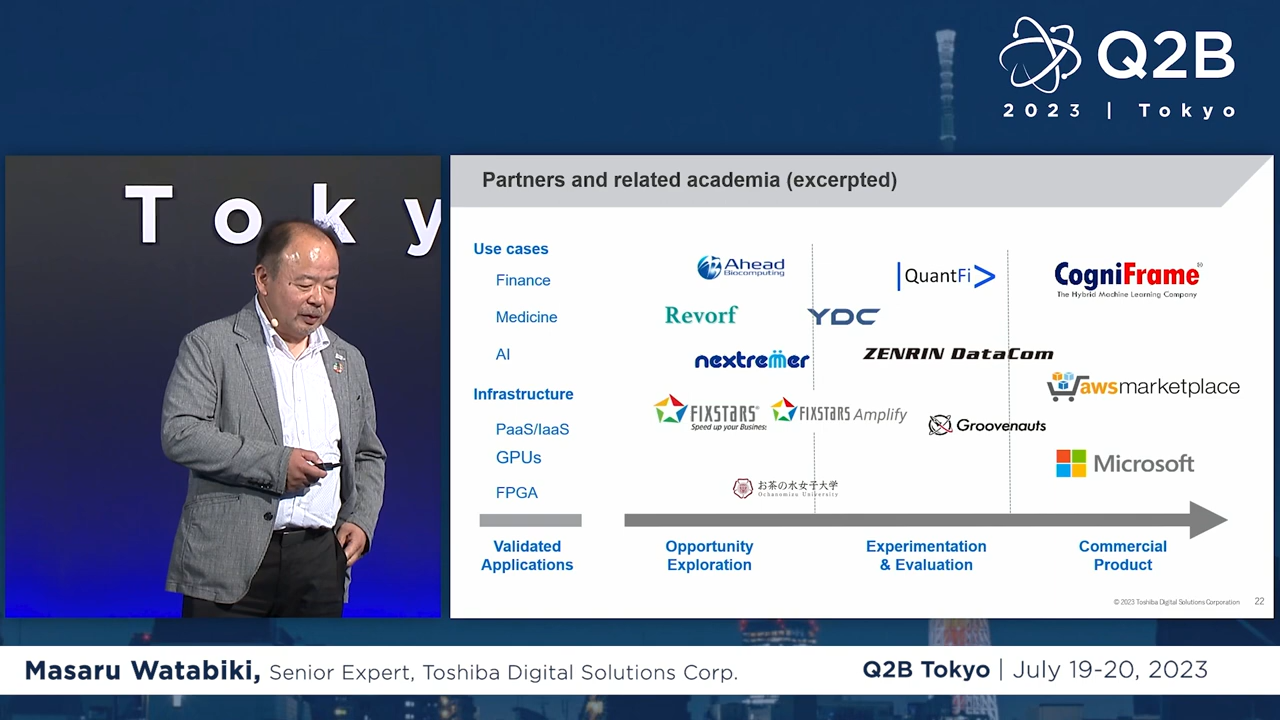 Q2B
2023 | Tokyo
Toky
Partners and related academia (excerpted)
Use cases
Finance
Medicine
AI
Infrastructure
PaaS/IaaS
GPUs
FPGA
Ahead
Biocomputing
QuantFi
CogniFrame
The Hybrid Machine Learning Company
Revorf
YDC
nextremer
ZENRIN DataCom
aws marketplace
FIXSTARS
Speed up your Busines
FIXSTARS Amplify
Groovenauts
Microsoft
お茶の水女子大学
Ochanomizu University
Validated
Applications
Opportunity
Exploration
Experimentation
& Evaluation
Commercial
Product
© 2023 Toshiba Digital Solutions Corporation 22
Masaru Watabiki, Senior Expert, Toshiba Digital Solutions Corp.
Q2B Tokyo | July 19-20, 2023